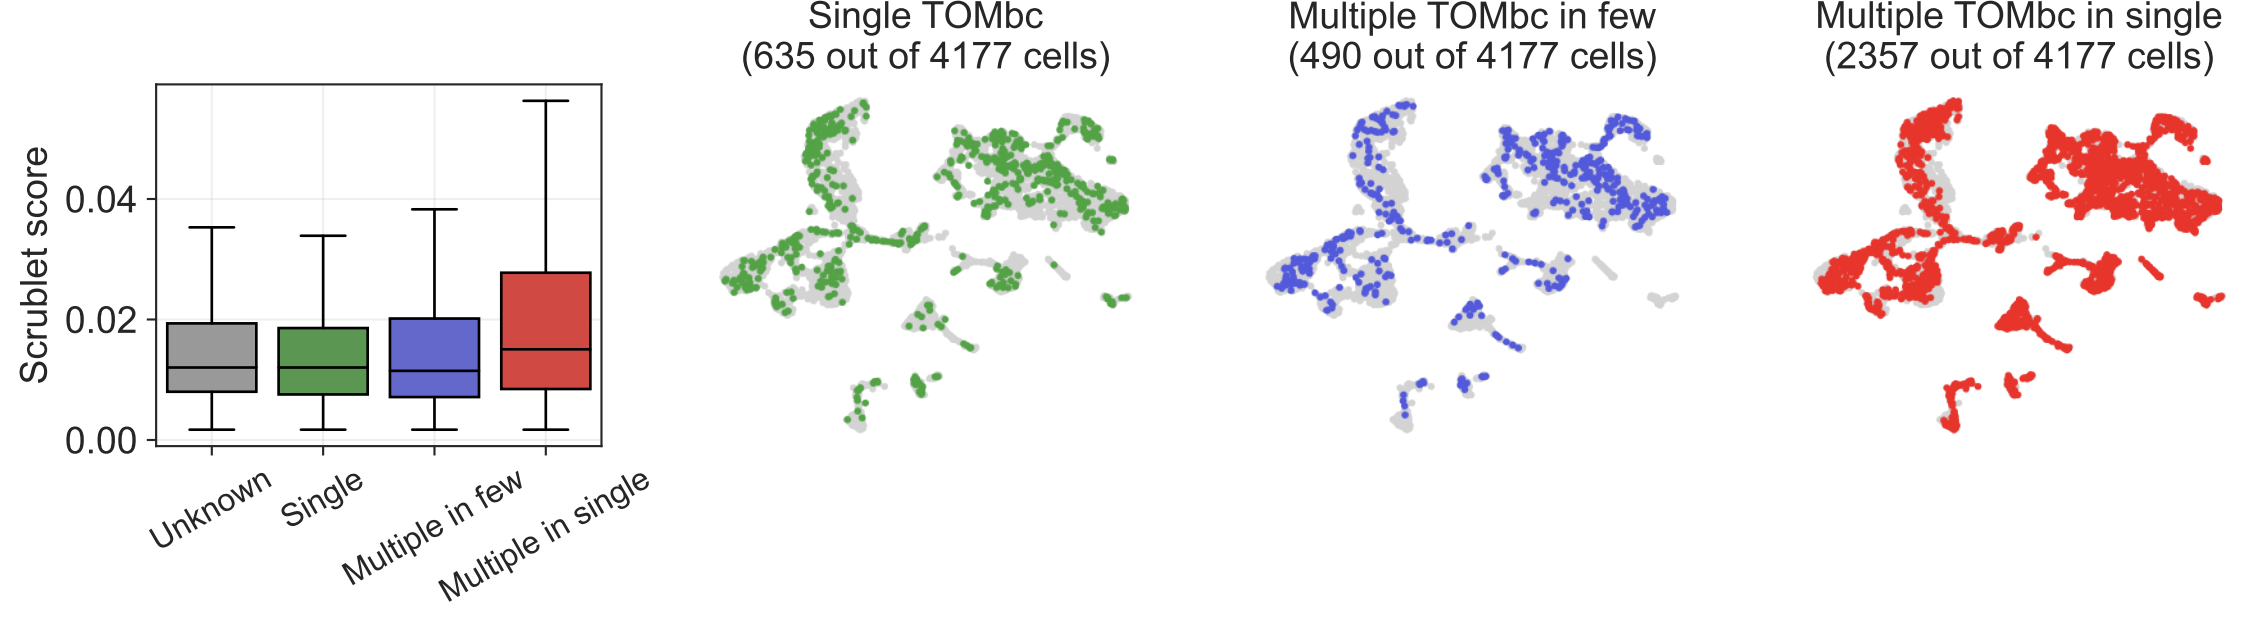 Scrublet score
0.04
0.02
0.00
Unknown
Single
Multiple in few
Multiple in single
Single TOMbc
(635 out of 4177 cells)
Multiple TOMbc in few
(490 out of 4177 cells)
Multiple TOMbc in single
(2357 out of 4177 cells)